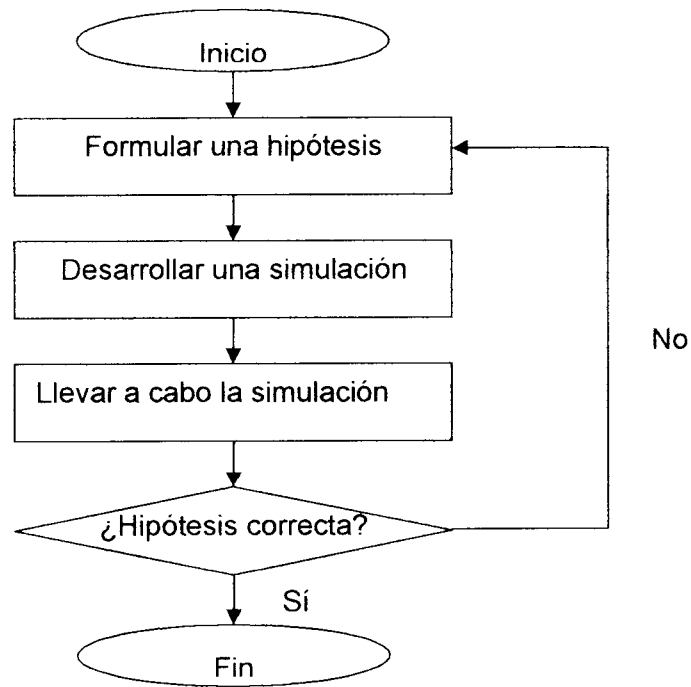 Inicio
Formular una hipótesis
Desarrollar una simulación
No
Llevar a cabo la simulación
¿Hipótesis correcta?
Sí
Fin